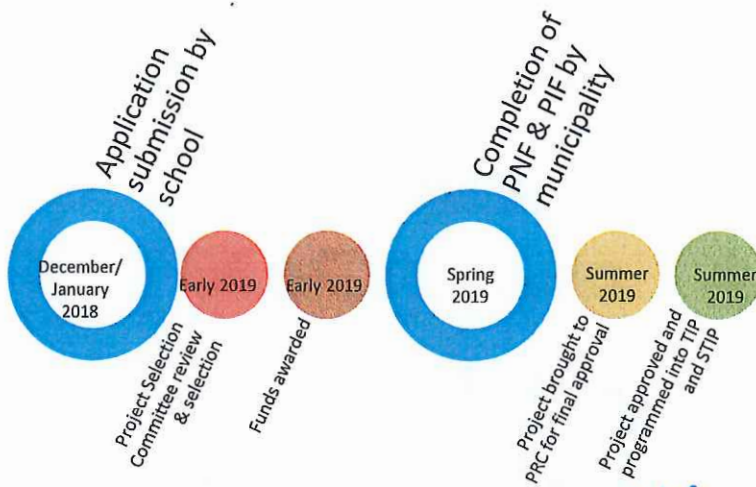 Application
submission by
school
December/
January
2018
Early 2019
Project Selection
Committee review
& selection
Early 2019
Funds awarded
Completion of
PNF & PIF by
municipality
Spring
2019
Summer
2019
Project brought to
PRC for final approval
Summer
2019
Project approved and
programmed into TIP
and STIP